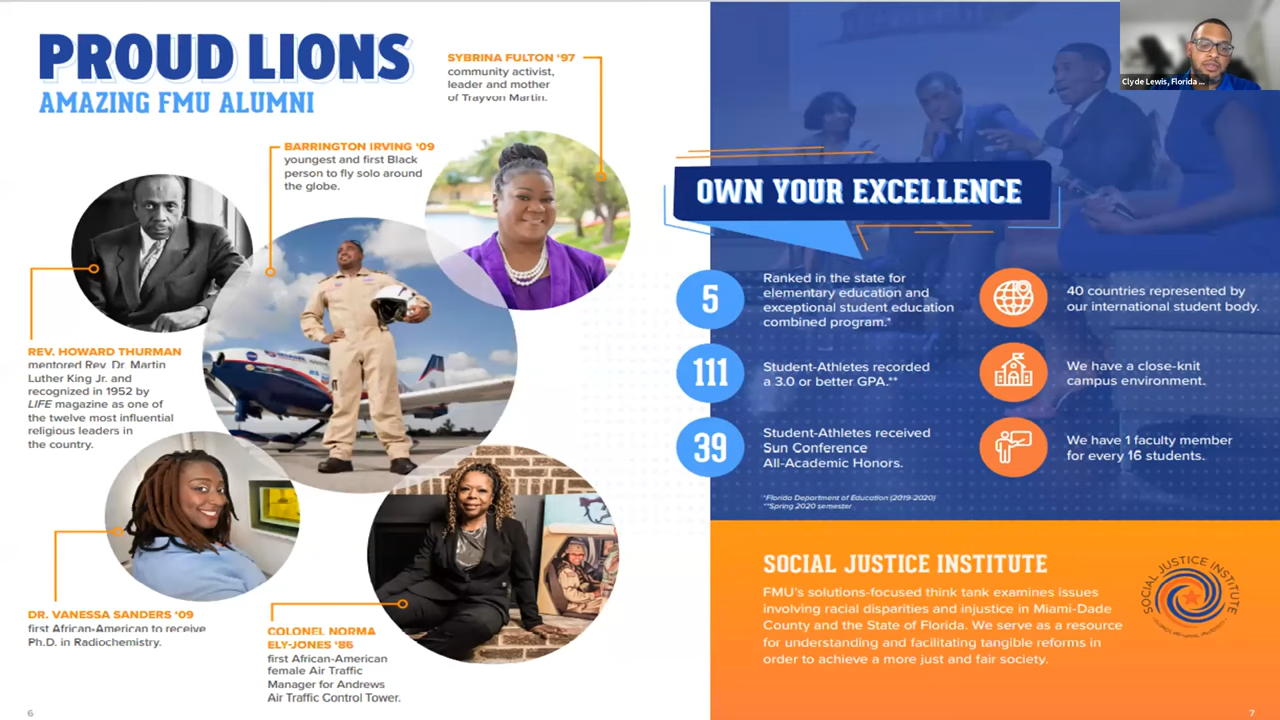 PROUD LIONS
AMAZING FMU ALUMNI
SYBRINA FULTON ‘97
community activist,
leader and mother
of Trayvon Martin.
BARRINGTON IRVING ‘09
youngest and first Black
person to fly solo around
the globe.
REV. HOWARD THURMAN
mentored Rev. Dr. Martin
Luther King Jr. and
recognized in 1952 by
LIFE magazine as one of
the twelve most influential
religious leaders in
the country.
DR. VANESSA SANDERS ‘09
first African-American to receive
Ph.D. in Radiochemistry.
COLONEL NORMA
ELY-JONES ‘86
first African-American
female Air Traffic
Manager for Andrews
Air Traffic Control Tower.
6
Clyde Lewis, Florida ...
OWN YOUR EXCELLENCE
5
Ranked in the state for
elementary education and
exceptional student education
combined program.*
111
Student-Athletes recorded
a 3.0 or better GPA.**
39
Student-Athletes received
Sun Conference
All-Academic Honors.
*Florida Department of Education (2019-2020)
**Spring 2020 semester
40 countries represented by
our international student body.
We have a close-knit
campus environment.
We have 1 faculty member
for every 16 students.
SOCIAL JUSTICE INSTITUTE
FMU’s solutions-focused think tank examines issues
involving racial disparities and injustice in Miami-Dade
County and the State of Florida. We serve as a resource
for understanding and facilitating tangible reforms in
order to achieve a more just and fair society.
SOCIAL JUSTICE INSTITUTE
7